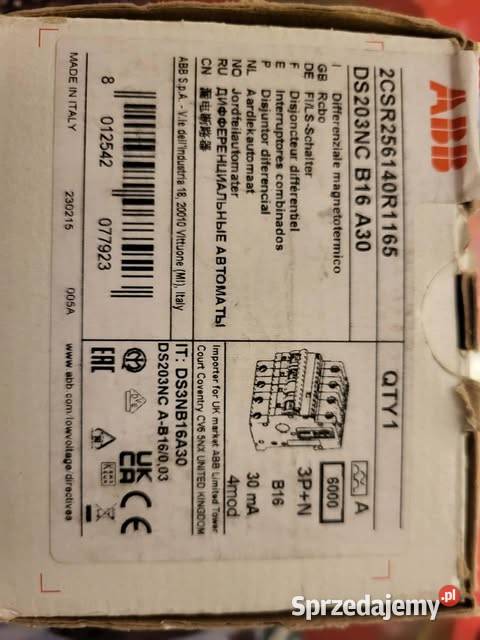 ABB
2CSR256140R1165
DS203NC B16 A30
QTY1
I Differenziale magnetotermico
GB Rcbo
DE FI/LS-Schalter
F Disjoncteur différentiel
E Interruptores combinados
P Disjuntor diferencial
NL Aardlekautomaat
NO Jordfeilautomater
RU ДИФФЕРЕНЦИАЛЬНЫЕ АВТОМАТЫ
CN 漏电断路器
A
6000
3P+N
B16
30 mA
4mod
ABB S.p.A - V.le dell'Industria 18, 20010 Vittuone (MI), Italy
Importer for UK market ABB Limited Tower
Court Coventry CV6 5NX UNITED KINGDOM
IT: DS3NB16A30
DS203NC A-B16/0,03
8 012542 077923
EAC
UK
CA
CE
MADE IN ITALY
230215
005A
www.abb.com/lowvoltage/directives
Sprzedajemy.pl